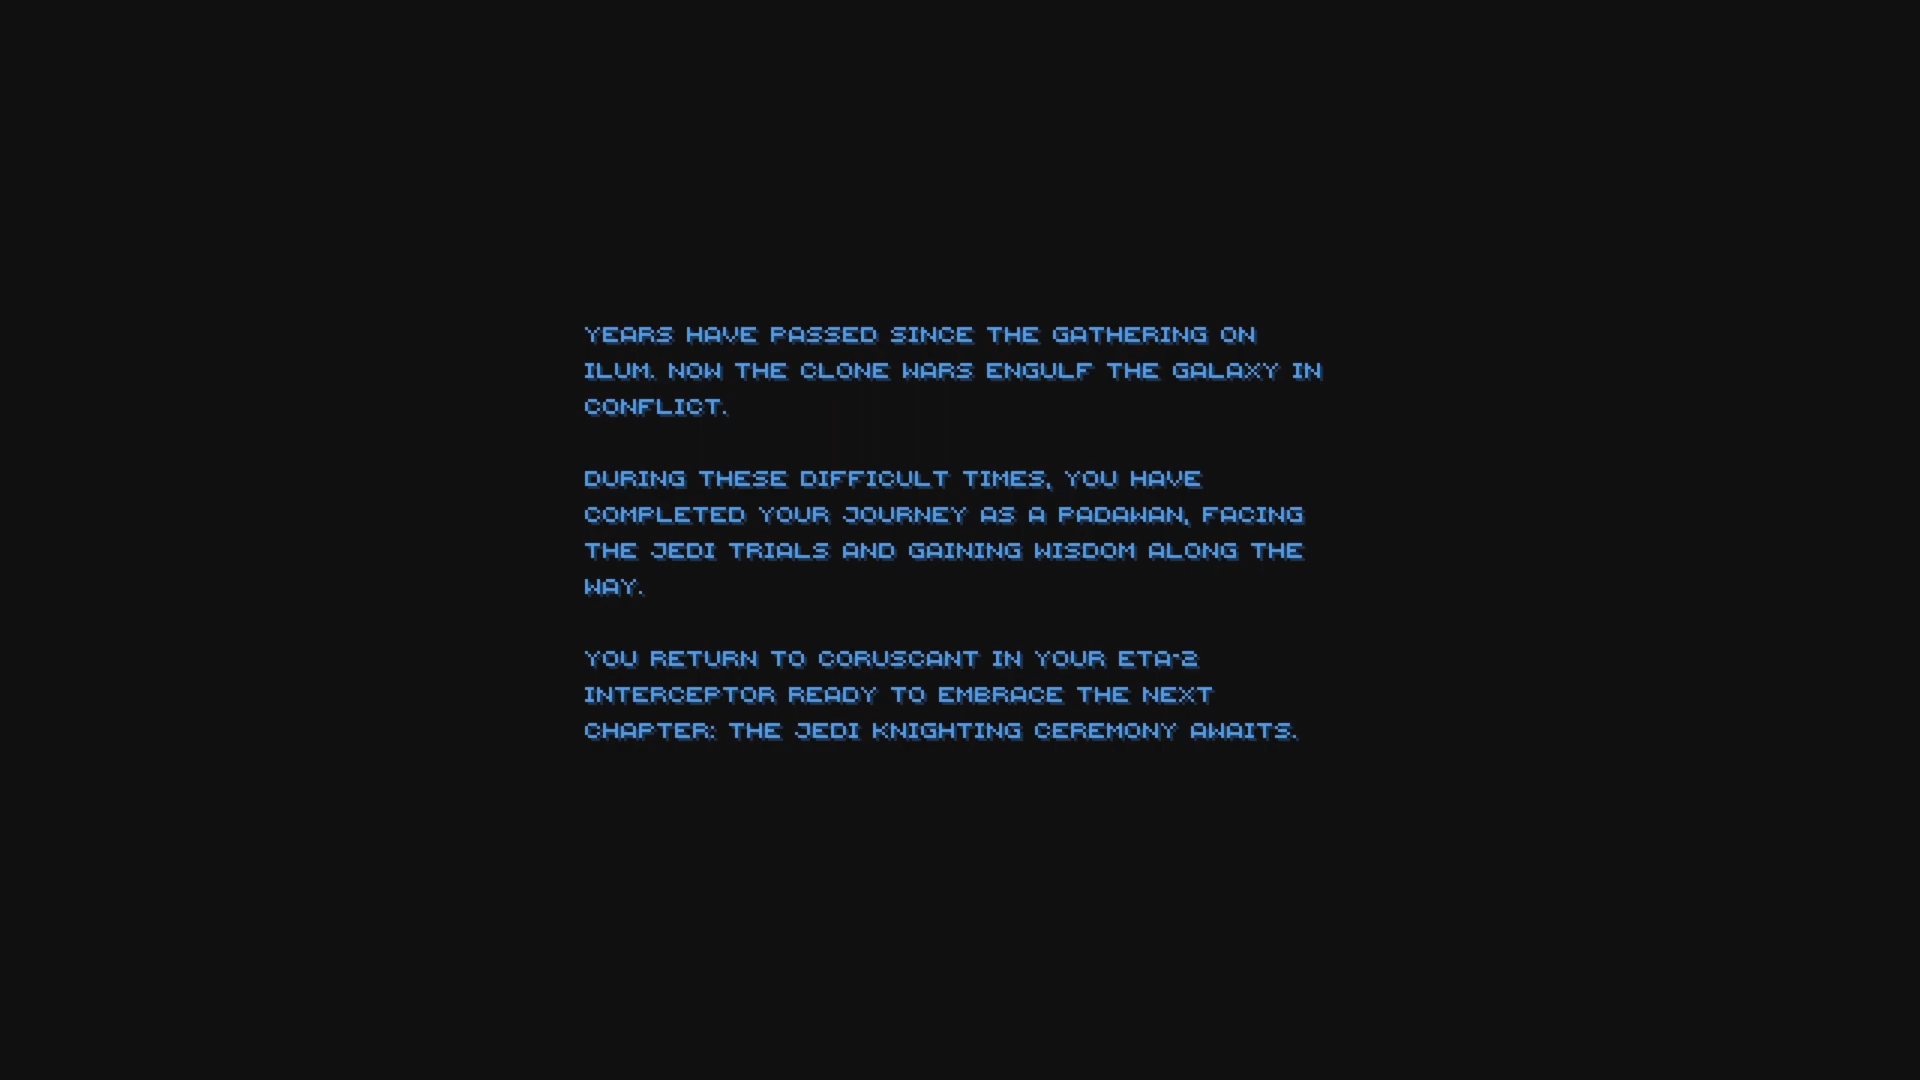 YEARS HAVE PASSED SINCE THE GATHERING ON
ILUM. NOW THE CLONE WARS ENGULF THE GALAXY IN
CONFLICT.
DURING THESE DIFFICULT TIMES, YOU HAVE
COMPLETED YOUR JOURNEY AS A PADAWAN, FACING
THE JEDI TRIALS AND GAINING WISDOM ALONG THE
WAY.
YOU RETURN TO CORUSCANT IN YOUR ETA-2
INTERCEPTOR READY TO EMBRACE THE NEXT
CHAPTER: THE JEDI KNIGHTING CEREMONY AWAITS.